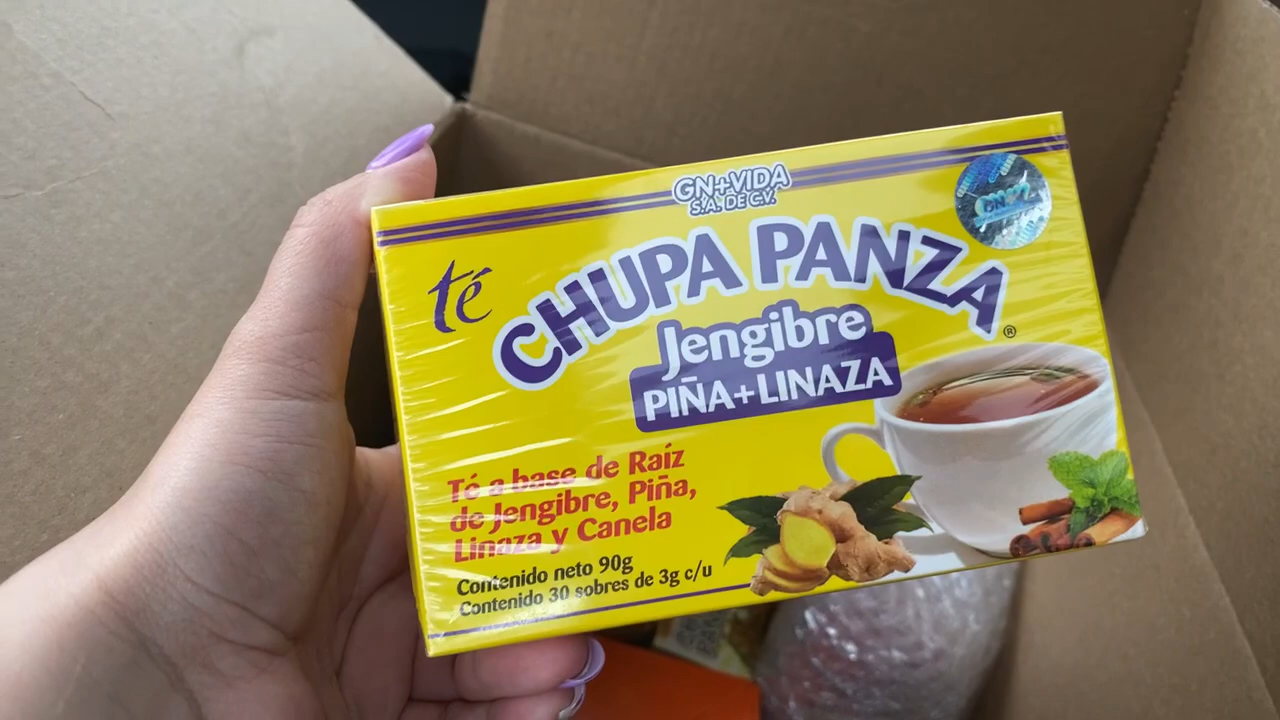 GN+VIDA
S.A. DE C.V.
GN+V
té
CHUPA PANZA®
Jengibre
PIÑA+LINAZA
Té a base de Raíz
de Jengibre, Piña,
Linaza y Canela
Contenido neto 90g
Contenido 30 sobres de 3g c/u